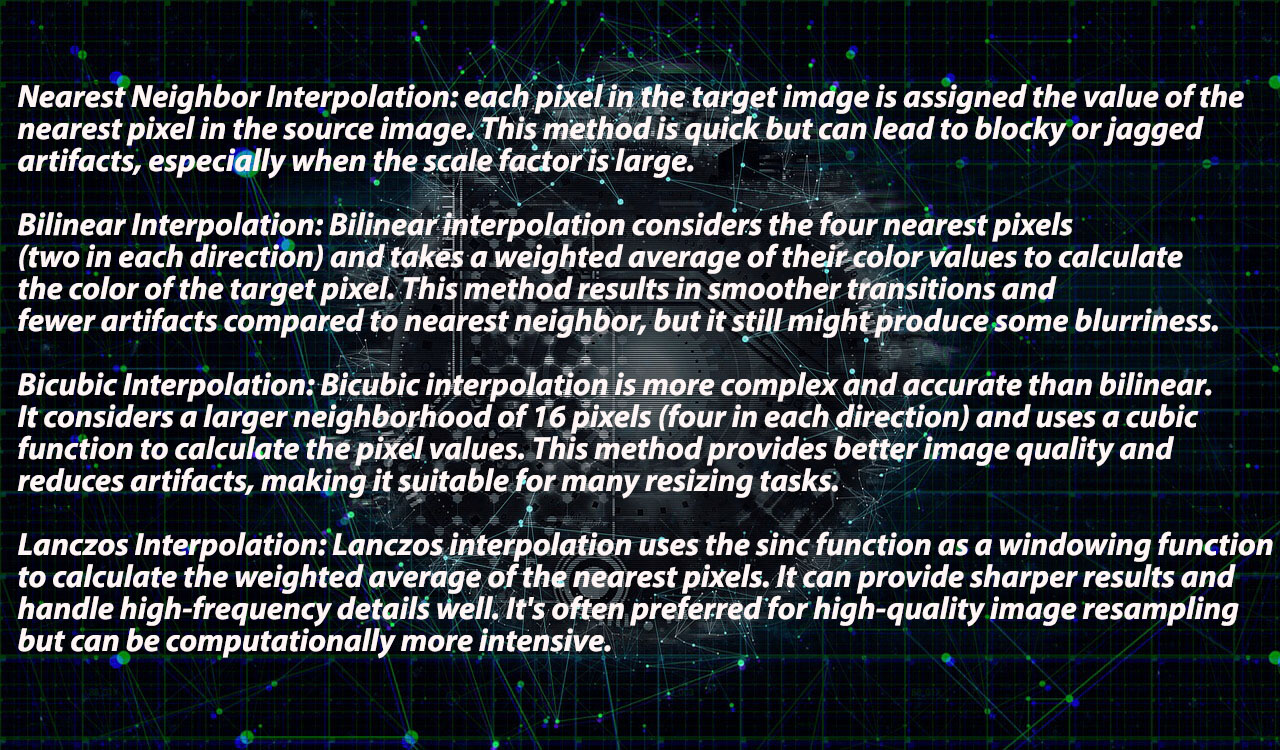 Nearest Neighbor Interpolation: each pixel in the target image is assigned the value of the
nearest pixel in the source image. This method is quick but can lead to blocky or jagged
artifacts, especially when the scale factor is large.
Bilinear Interpolation: Bilinear interpolation considers the four nearest pixels
(two in each direction) and takes a weighted average of their color values to calculate
the color of the target pixel. This method results in smoother transitions and
fewer artifacts compared to nearest neighbor, but it still might produce some blurriness.
Bicubic Interpolation: Bicubic interpolation is more complex and accurate than bilinear.
It considers a larger neighborhood of 16 pixels (four in each direction) and uses a cubic
function to calculate the pixel values. This method provides better image quality and
reduces artifacts, making it suitable for many resizing tasks.
Lanczos Interpolation: Lanczos interpolation uses the sinc function as a windowing function
to calculate the weighted average of the nearest pixels. It can provide sharper results and
handle high-frequency details well. It's often preferred for high-quality image resampling
but can be computationally more intensive.